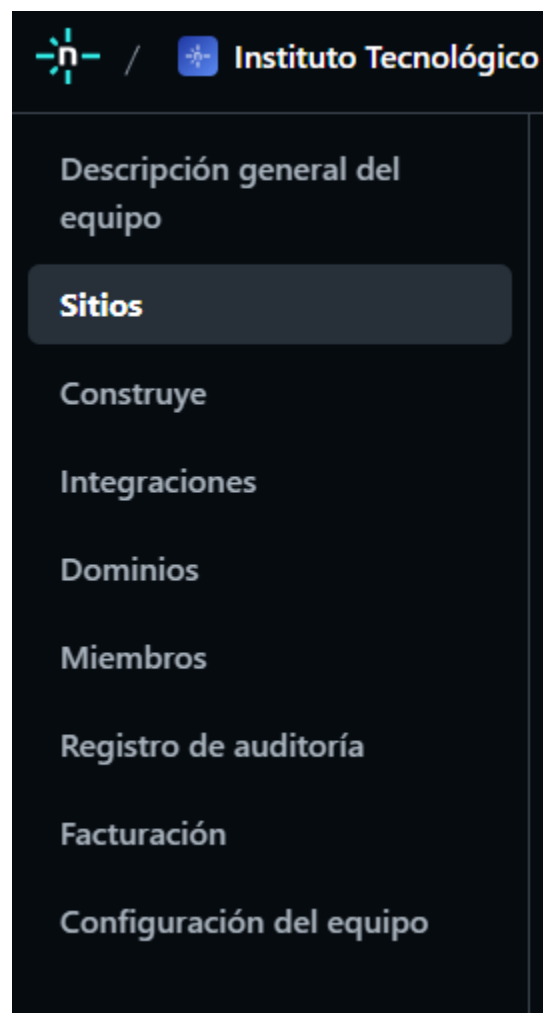 n / Instituto Tecnológico
Descripción general del
equipo
Sitios
Construye
Integraciones
Dominios
Miembros
Registro de auditoría
Facturación
Configuración del equipo